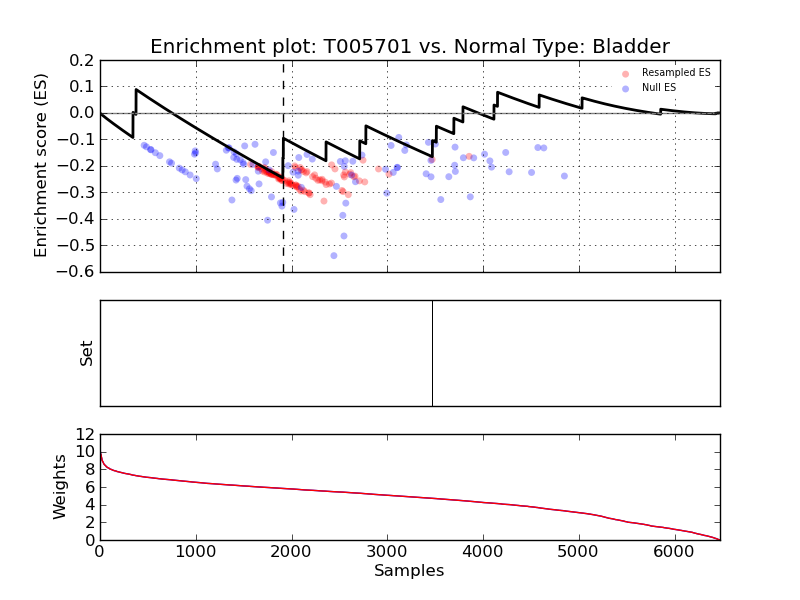 Enrichment plot: T005701 vs. Normal Type: Bladder
Enrichment score (ES)
0.2
0.1
0.0
−0.1
−0.2
−0.3
−0.4
−0.5
−0.6
Resampled ES
Null ES
Set
Weights
12
10
8
6
4
2
0
0 1000 2000 3000 4000 5000 6000
Samples